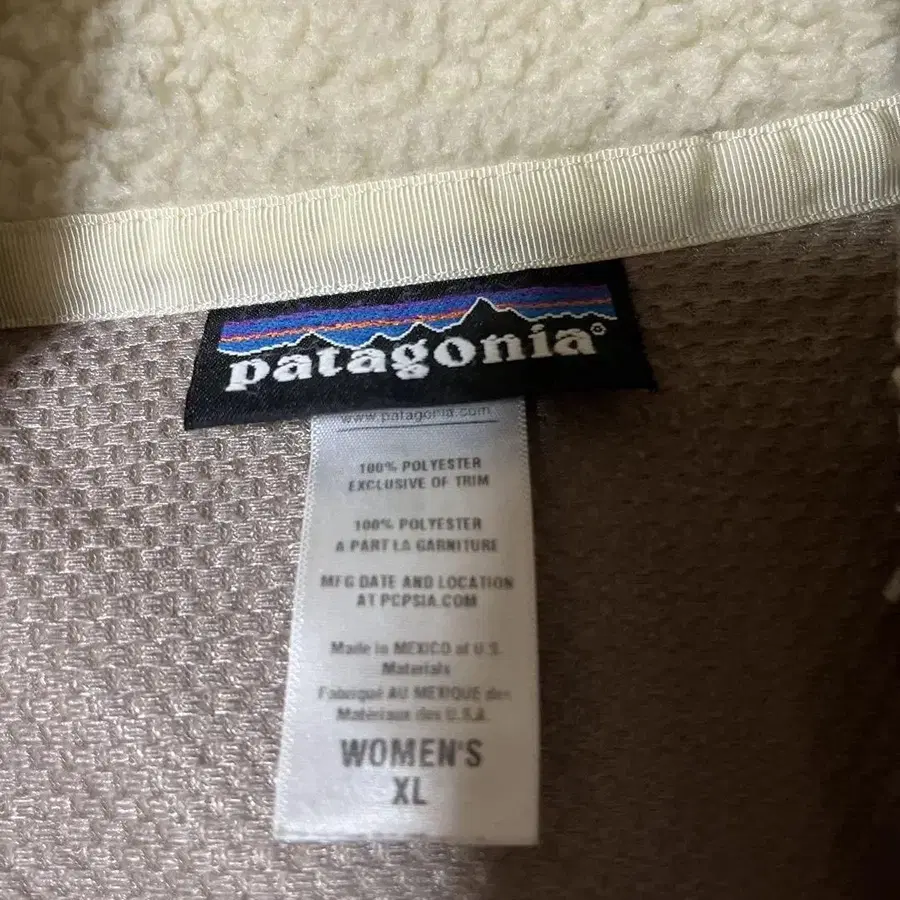 patagonia®
www.patagonia.com
100% POLYESTER
EXCLUSIVE OF TRIM
100% POLYESTER
A PART LA GARNITURE
MFG DATE AND LOCATION
AT PCPSIA.COM
Made in MEXICO of U.S.
Materials
Fabriqué AU MEXIQUE des
Matériaux des U.S.A.
WOMEN'S
XL